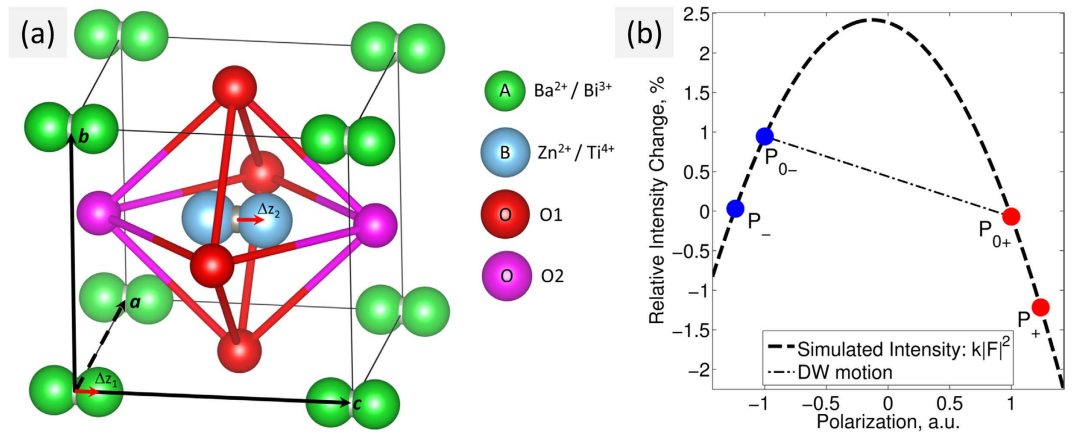 (a)
b
a
c
Δz₁
Δz₂
A Ba²⁺ / Bi³⁺
B Zn²⁺ / Ti⁴⁺
O O1
O O2
(b)
Relative Intensity Change, %
2.5
2
1.5
1
0.5
0
-0.5
-1
-1.5
-2
P₀₋
P₋
P₀₊
P₊
Simulated Intensity: k|F|²
DW motion
-1
-0.5
0
0.5
1
Polarization, a.u.